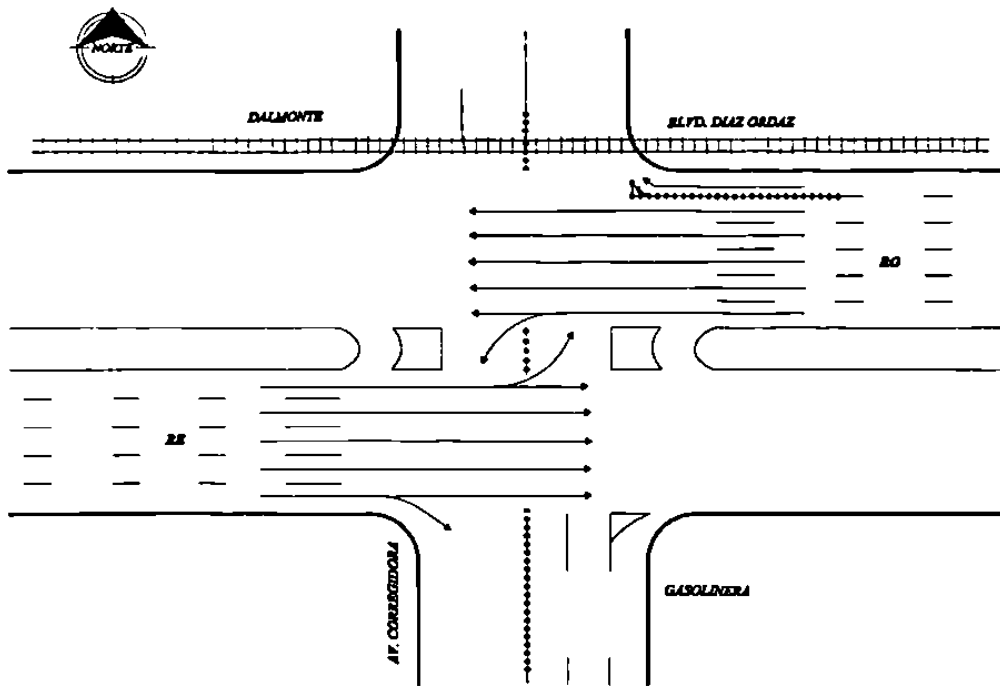 NORTE
DALMONTE
BLVD. DIAZ ORDAZ
RO
RE
AV. CORREGIDORA
GASOLINERA